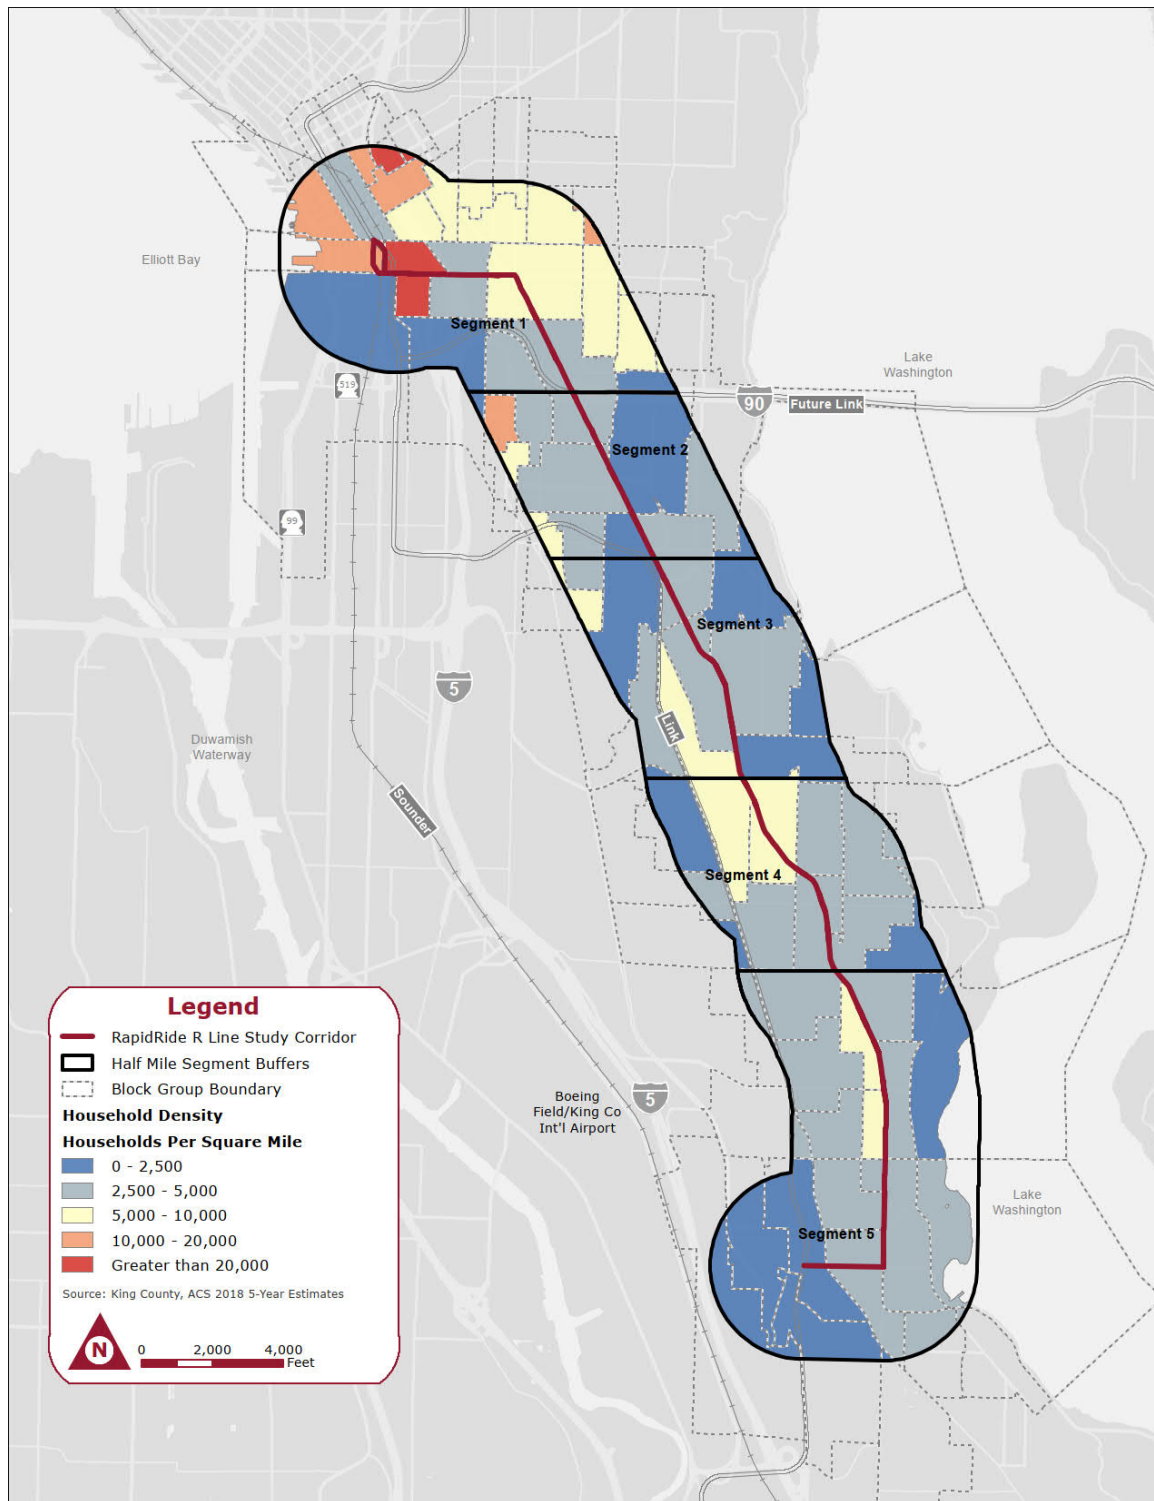 Elliott Bay
Segment 1
519
Lake
Washington
90
Future Link
Segment 2
99
Segment 3
5
Link
Duwamish
Waterway
Sounder
Segment 4
Legend
RapidRide R Line Study Corridor
Half Mile Segment Buffers
Block Group Boundary
Household Density
Households Per Square Mile
0 - 2,500
2,500 - 5,000
5,000 - 10,000
10,000 - 20,000
Greater than 20,000
Source: King County, ACS 2018 5-Year Estimates
N
0 2,000 4,000
Feet
Boeing
Field/King Co
Int'l Airport
5
Lake
Washington
Segment 5